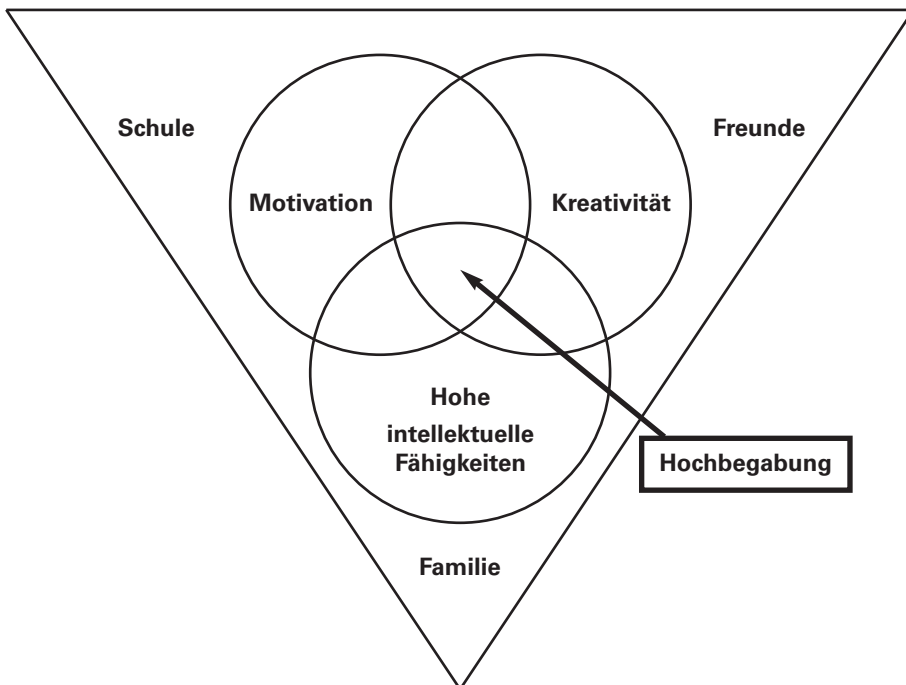 Schule
Freunde
Motivation
Kreativität
Hohe
intellektuelle
Fähigkeiten
Hochbegabung
Familie